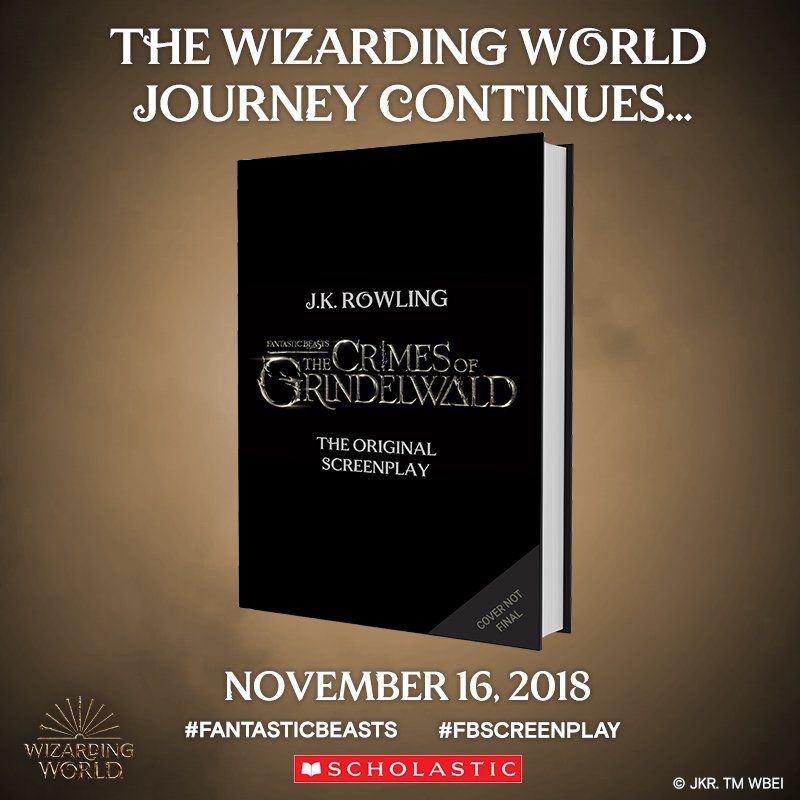 THE WIZARDING WORLD
JOURNEY CONTINUES...
J.K. ROWLING
FANTASTIC BEASTS
THE CRIMES OF
GRINDELWALD
THE ORIGINAL
SCREENPLAY
COVER NOT
FINAL
NOVEMBER 16, 2018
#FANTASTICBEASTS #FBSCREENPLAY
WIZARDING
WORLD
SCHOLASTIC
© JKR. TM WBEI